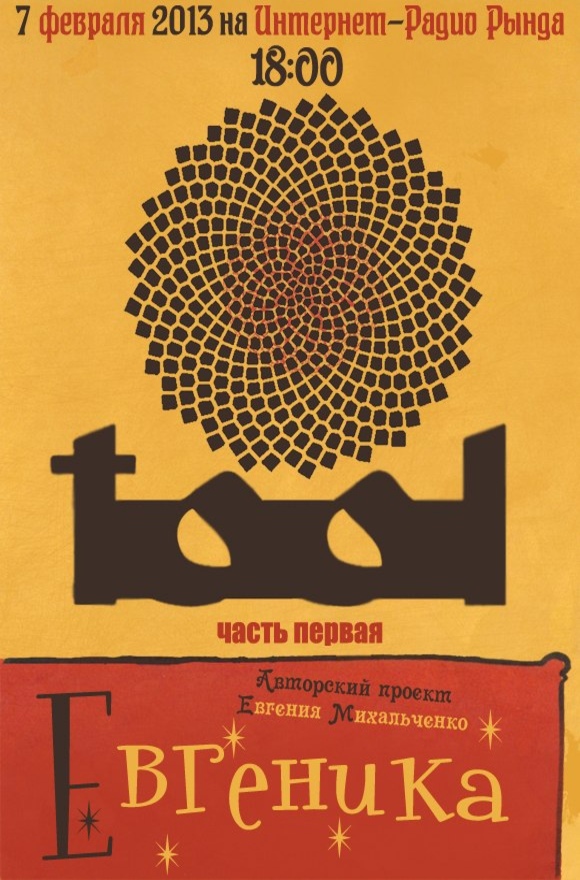 7 февраля 2013 на Интернет-Радио Рында
18:00
tool
часть первая
Авторский проект
Евгения Михальченко
Евгеника